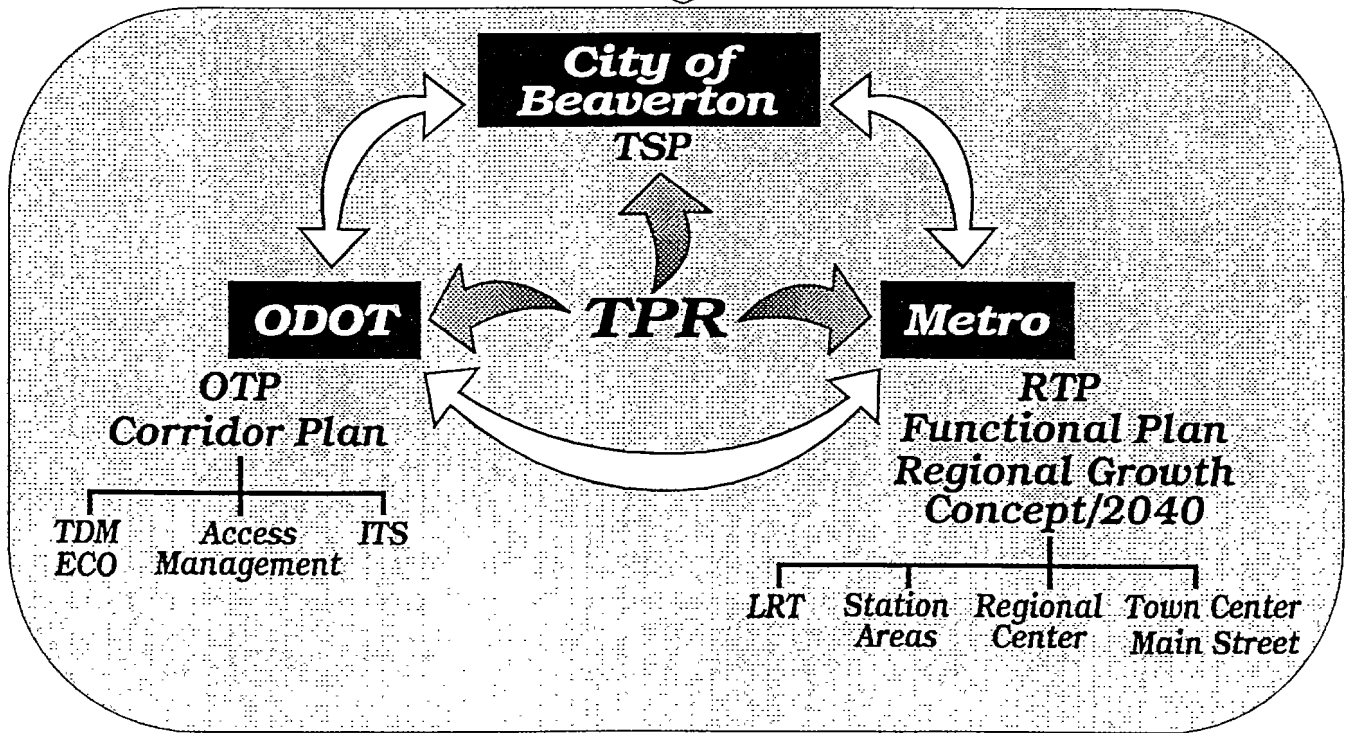 City of
Beaverton
TSP
ODOT
TPR
Metro
OTP
Corridor Plan
TDM
ECO
Access
Management
ITS
RTP
Functional Plan
Regional Growth
Concept/2040
LRT
Station
Areas
Regional
Center
Town Center
Main Street